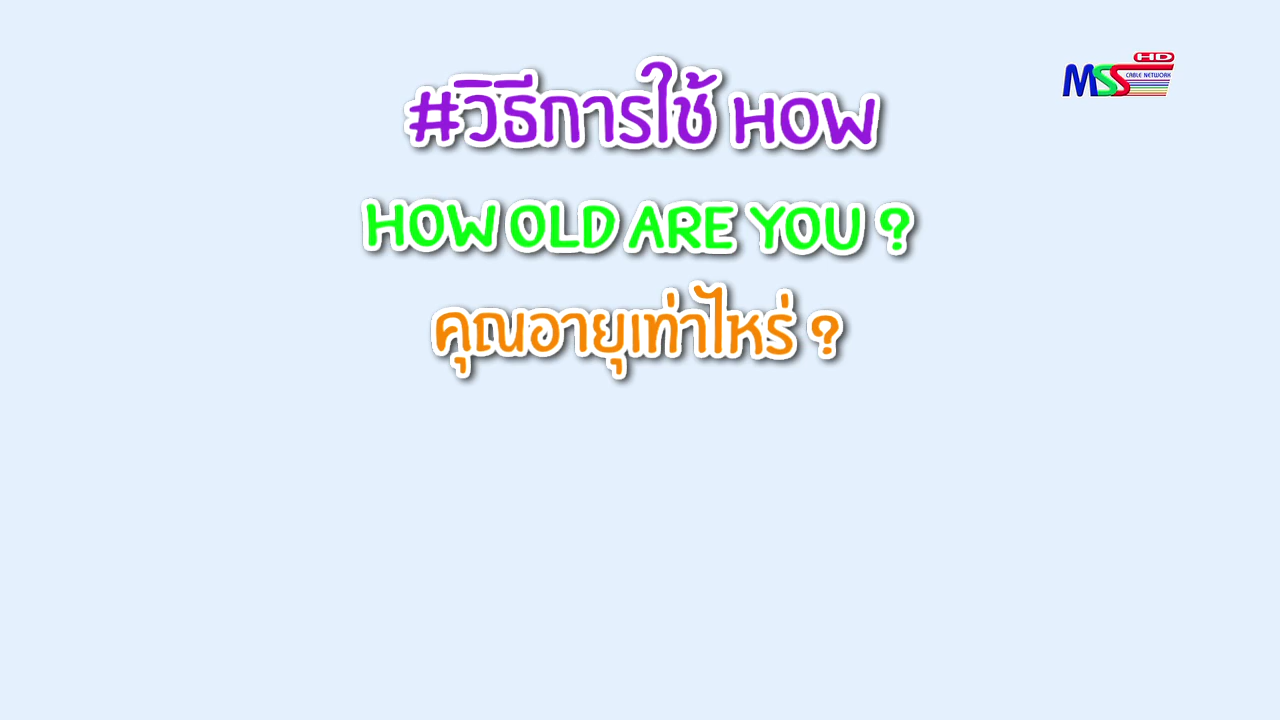 #วิธีการใช้ HOW
HOW OLD ARE YOU ?
คุณอายุเท่าไหร่ ?
HD
MSS CABLE NETWORK